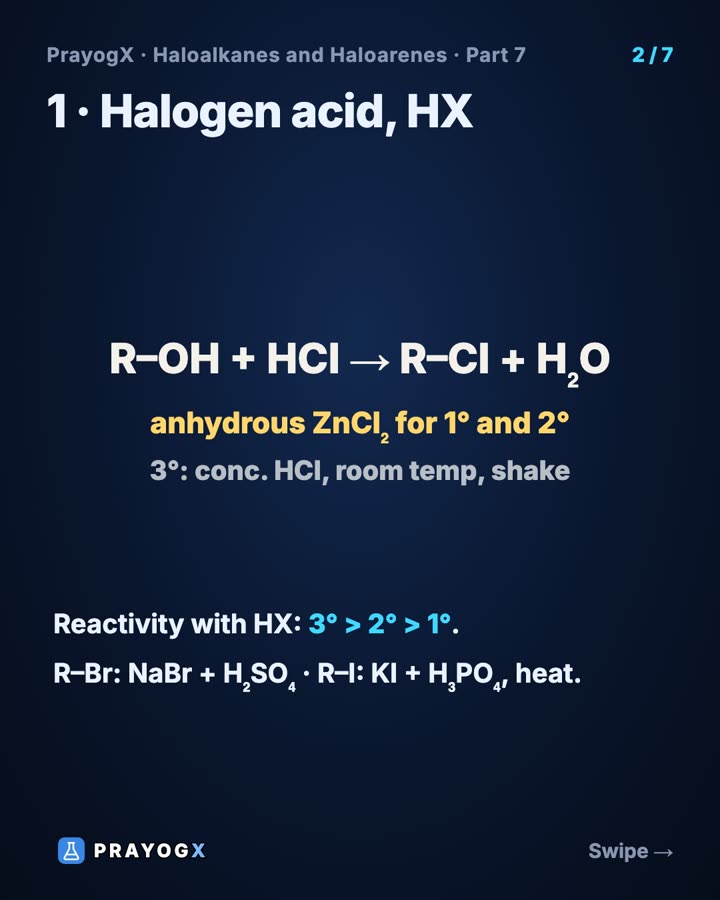 PrayogX · Haloalkanes and Haloarenes · Part 7
2 / 7
1 · Halogen acid, HX
R–OH + HCl → R–Cl + H₂O
anhydrous ZnCl₂ for 1° and 2°
3°: conc. HCl, room temp, shake
Reactivity with HX: 3° > 2° > 1°.
R–Br: NaBr + H₂SO₄ · R–I: KI + H₃PO₄, heat.
PRAYOGX
Swipe →